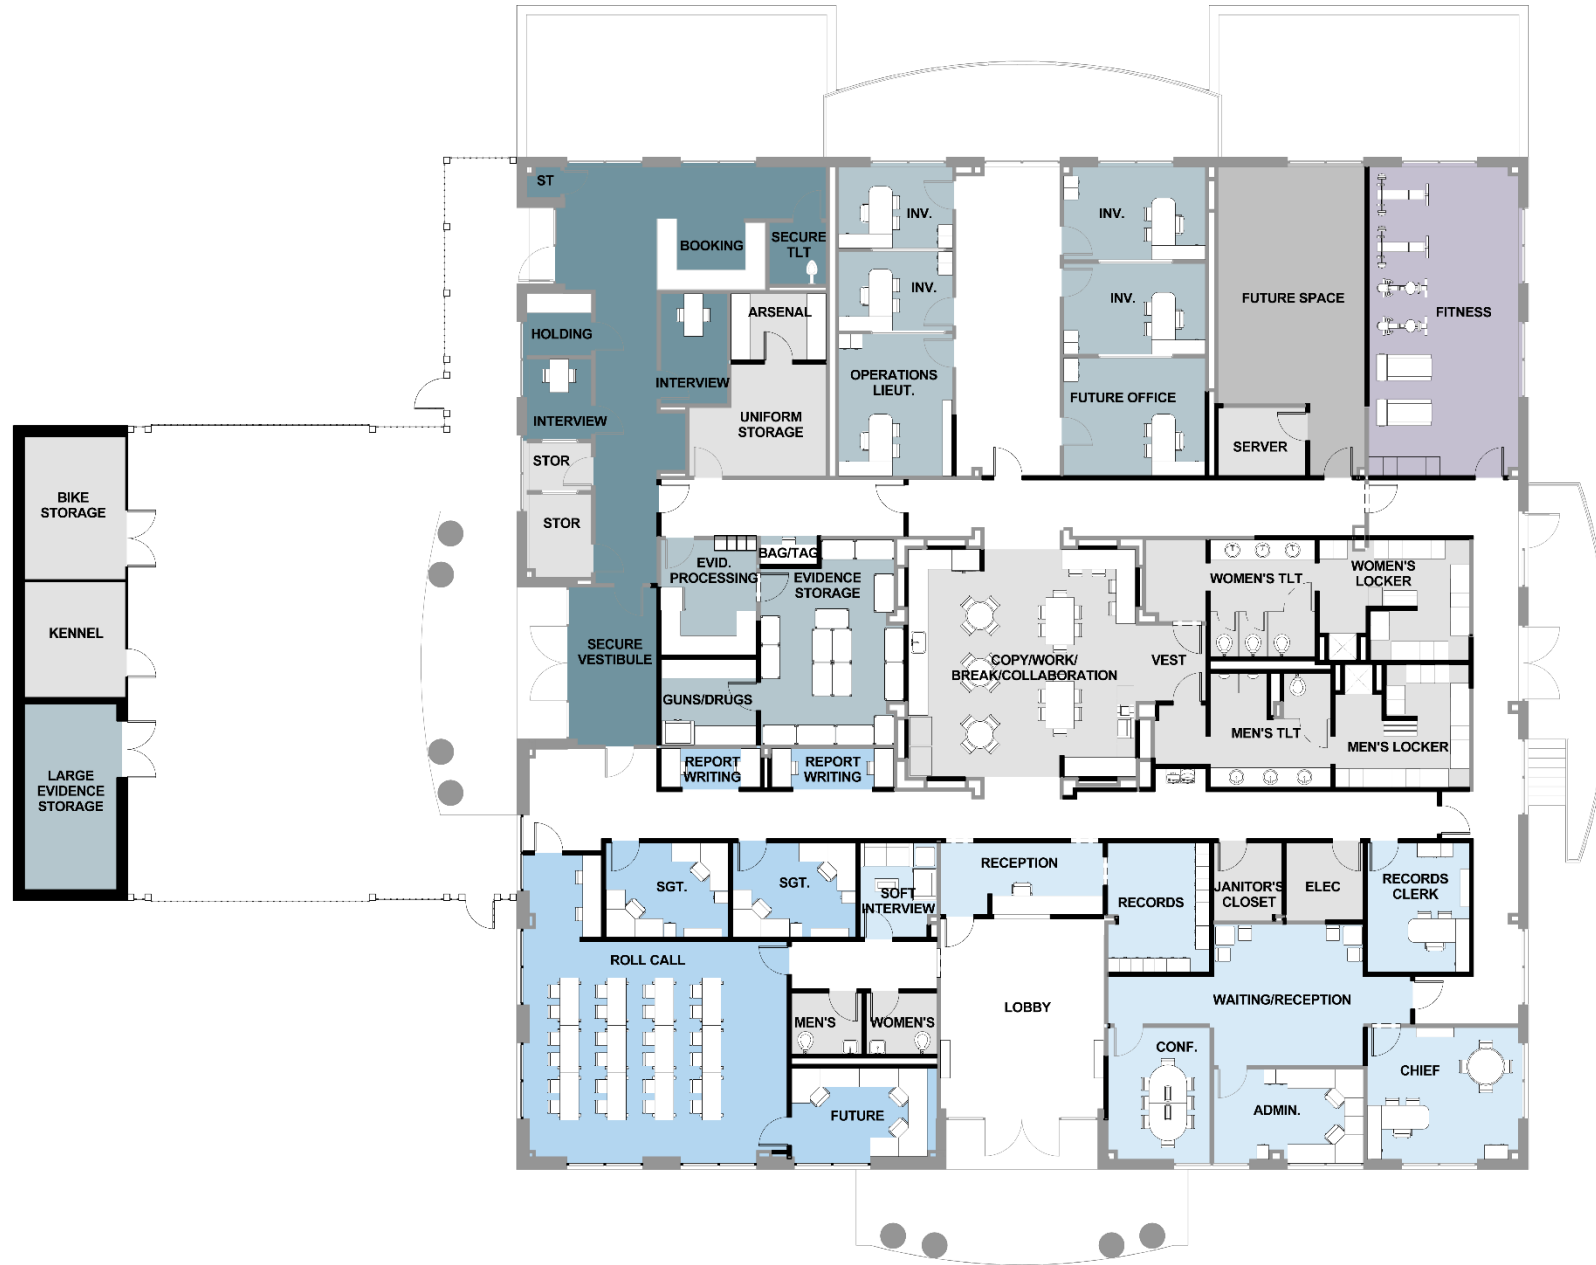 ST
BOOKING
SECURE
TLT
INV.
INV.
FUTURE SPACE
FITNESS
HOLDING
ARSENAL
INV.
INV.
INTERVIEW
INTERVIEW
UNIFORM
STORAGE
OPERATIONS
LIEUT.
FUTURE OFFICE
SERVER
STOR
STOR
BIKE
STORAGE
KENNEL
LARGE
EVIDENCE
STORAGE
SECURE
VESTIBULE
EVID.
PROCESSING
BAG/TAG
EVIDENCE
STORAGE
GUNS/DRUGS
REPORT
WRITING
REPORT
WRITING
COPY/WORK/
BREAK/COLLABORATION
VEST
WOMEN'S TLT
WOMEN'S
LOCKER
MEN'S TLT
MEN'S LOCKER
SGT.
SGT.
SOFT
INTERVIEW
RECEPTION
RECORDS
JANITOR'S
CLOSET
ELEC
RECORDS
CLERK
ROLL CALL
MEN'S
WOMEN'S
LOBBY
WAITING/RECEPTION
FUTURE
CONF.
ADMIN.
CHIEF